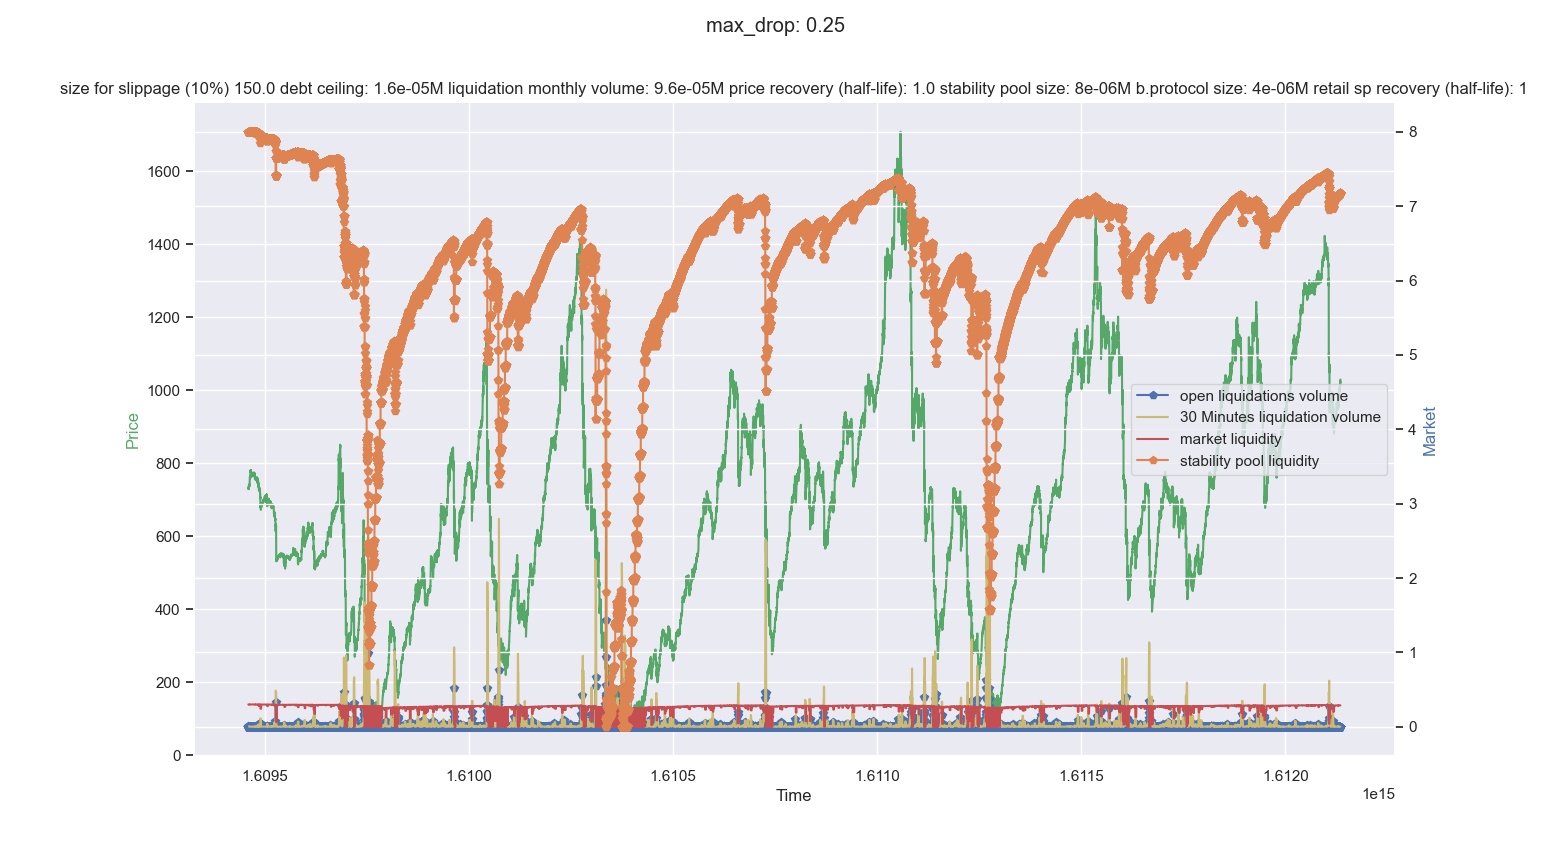 max_drop: 0.25
size for slippage (10%) 150.0 debt ceiling: 1.6e-05M liquidation monthly volume: 9.6e-05M price recovery (half-life): 1.0 stability pool size: 8e-06M b.protocol size: 4e-06M retail sp recovery (half-life): 1
1600
1400
1200
1000
800
600
400
200
0
Price
8
7
6
5
4
3
2
1
0
Market
open liquidations volume
30 Minutes liqidation volume
market liquidity
stability pool liquidity
1.6095
1.6100
1.6105
1.6110
1.6115
1.6120
1e15
Time